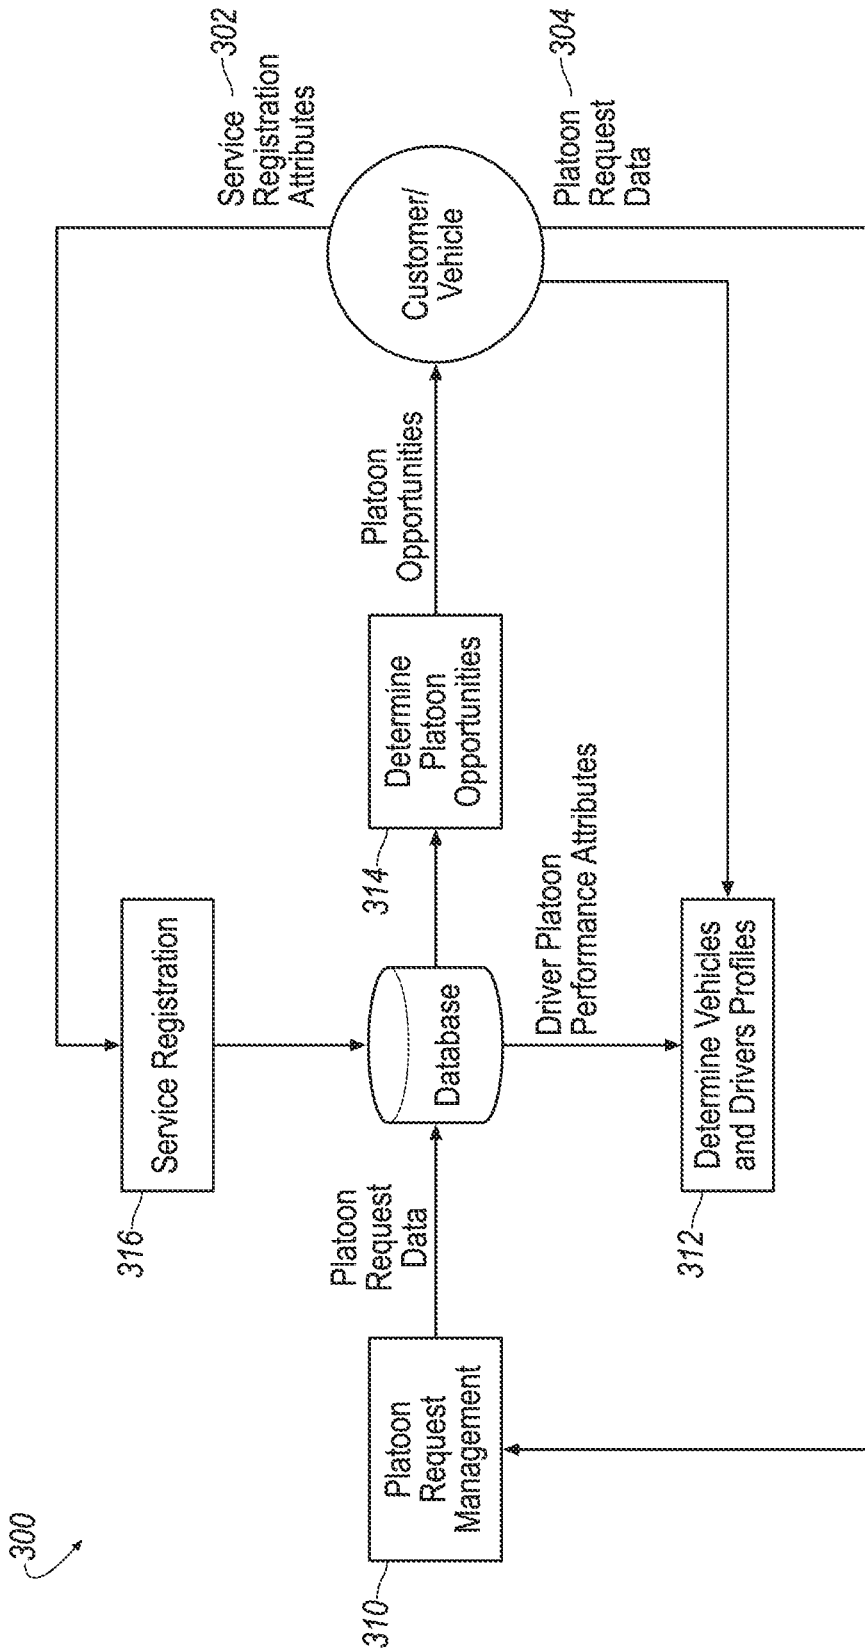 300
302
Service
Registration
Attributes
316
Service Registration
310
Platoon
Request
Management
Platoon
Request
Data
Database
314
Determine
Platoon
Opportunities
Platoon
Opportunities
Customer/
Vehicle
Driver Platoon
Performance Attributes
304
Platoon
Request
Data
312
Determine Vehicles
and Drivers Profiles